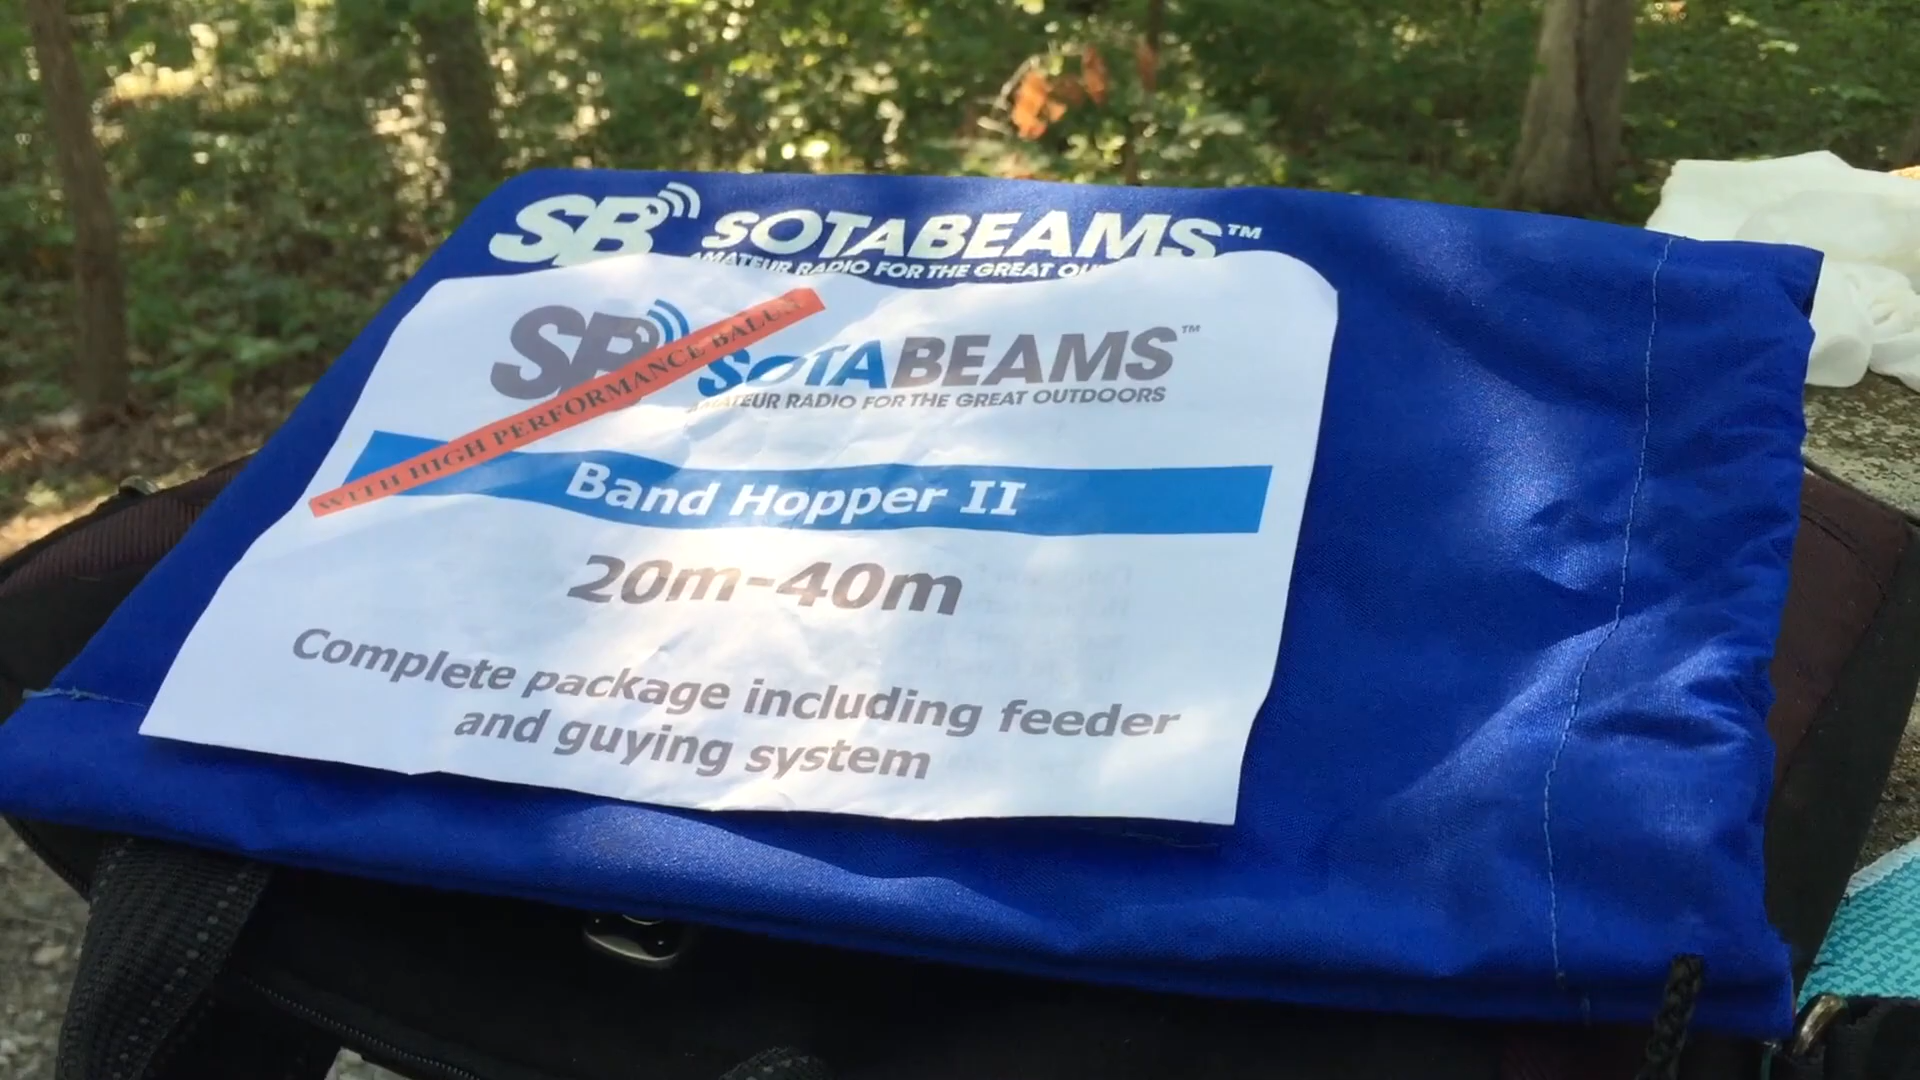 SB SOTABEAMS™
AMATEUR RADIO FOR THE GREAT
SB SOTABEAMS™
AMATEUR RADIO FOR THE GREAT OUTDOORS
WITH HIGH PERFORMANCE BALUN
Band Hopper II
20m-40m
Complete package including feeder
and guying system